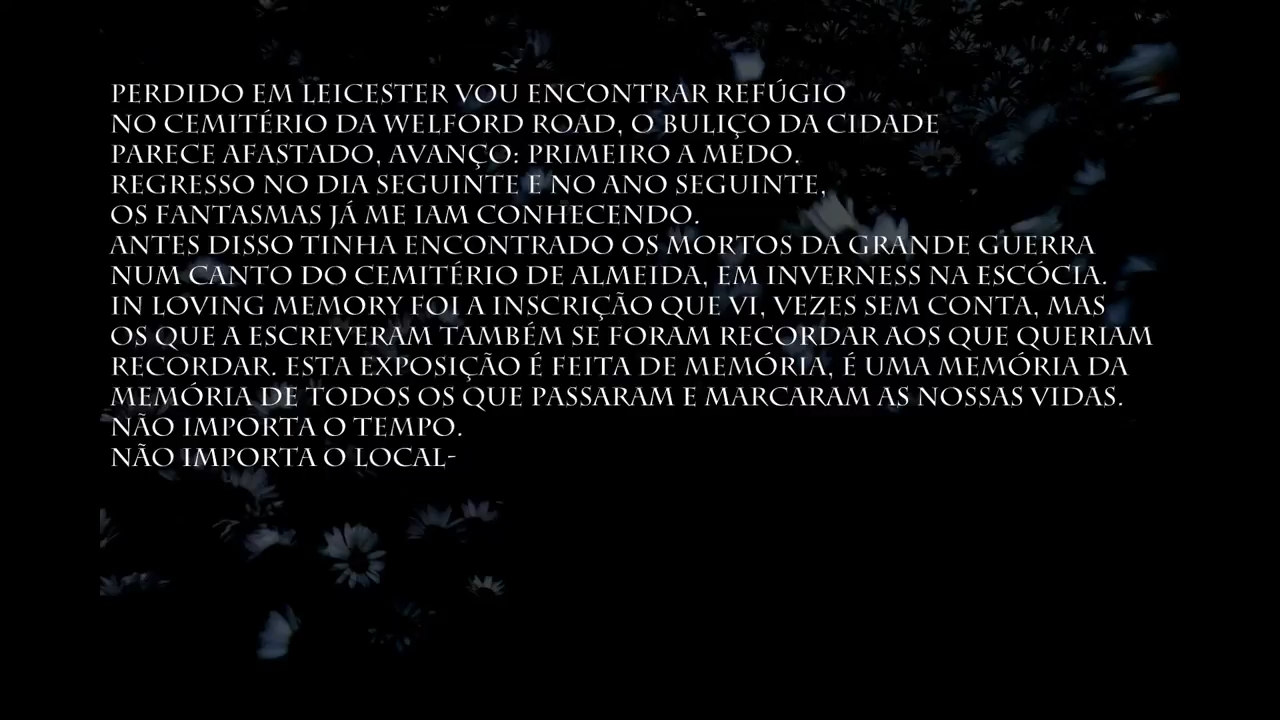 PERDIDO EM LEICESTER VOU ENCONTRAR REFÚGIO
NO CEMITÉRIO DA WELFORD ROAD, O BULIÇO DA CIDADE
PARECE AFASTADO, AVANÇO: PRIMEIRO A MEDO.
REGRESSO NO DIA SEGUINTE E NO ANO SEGUINTE,
OS FANTASMAS JÁ ME IAM CONHECENDO.
ANTES DISSO TINHA ENCONTRADO OS MORTOS DA GRANDE GUERRA
NUM CANTO DO CEMITÉRIO DE ALMEIDA, EM INVERNESS NA ESCÓCIA.
IN LOVING MEMORY FOI A INSCRIÇÃO QUE VI, VEZES SEM CONTA, MAS
OS QUE A ESCREVERAM TAMBÉM SE FORAM RECORDAR AOS QUE QUERIAM
RECORDAR. ESTA EXPOSIÇÃO É FEITA DE MEMÓRIA, É UMA MEMÓRIA DA
MEMÓRIA DE TODOS OS QUE PASSARAM E MARCARAM AS NOSSAS VIDAS.
NÃO IMPORTA O TEMPO.
NÃO IMPORTA O LOCAL-